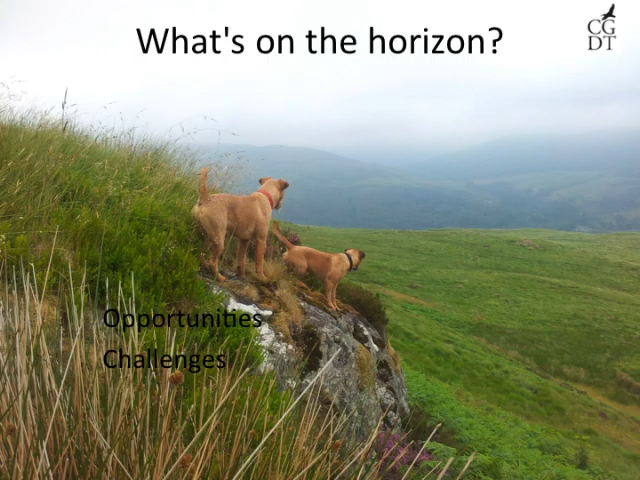 What's on the horizon?
CG
DT
Opportunities
Challenges